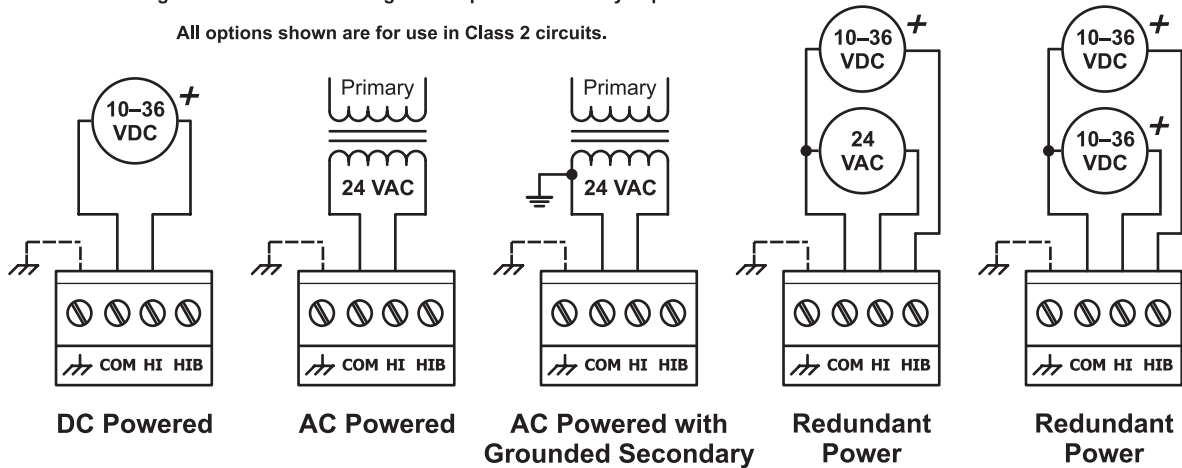 All options shown are for use in Class 2 circuits.
10–36
VDC
+
COM HI HIB
DC Powered
Primary
24 VAC
COM HI HIB
AC Powered
Primary
24 VAC
COM HI HIB
AC Powered with
Grounded Secondary
10–36
VDC
+
24
VAC
COM HI HIB
Redundant
Power
10–36
VDC
+
10–36
VDC
+
COM HI HIB
Redundant
Power